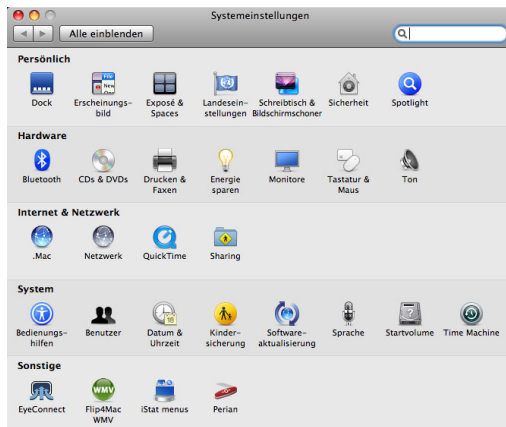 Systemeinstellungen
Alle einblenden
Persönlich
Dock
Erscheinungs-
bild
Exposé &
Spaces
Landesein-
stellungen
Schreibtisch &
Bildschirmschoner
Sicherheit
Spotlight
Hardware
Bluetooth
CDs & DVDs
Drucken &
Faxen
Energie
sparen
Monitore
Tastatur &
Maus
Ton
Internet & Netzwerk
.Mac
Netzwerk
QuickTime
Sharing
System
Bedienungs-
hilfen
Benutzer
Datum &
Uhrzeit
Kinder-
sicherung
Software-
aktualisierung
Sprache
Startvolume
Time Machine
Sonstige
EyeConnect
WMV
Flip4Mac
WMV
iStat menus
Perian